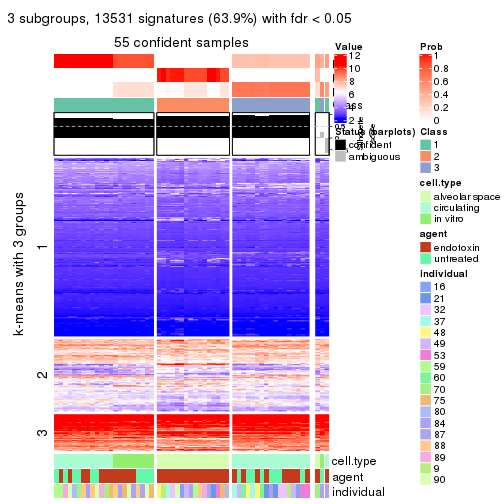 3 subgroups, 13531 signatures (63.9%) with fdr < 0.05
55 confident samples
k-means with 3 groups
1
2
3
cell.type
agent
individual
Value
12
10
8
6
4
2
Status (barplots)
confident
ambiguous
Prob
1
0.8
0.6
0.4
0.2
0
Class
1
2
3
cell.type
alveolar space
circulating
in vitro
agent
endotoxin
untreated
individual
16
21
32
37
48
49
53
59
60
70
75
80
84
87
88
89
9
90